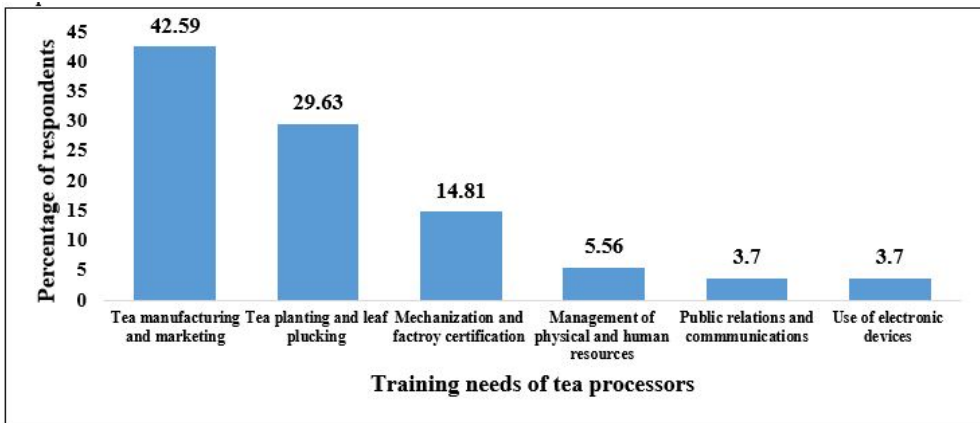 42.59
29.63
14.81
5.56
3.7
3.7
45
40
35
30
25
20
15
10
5
0
Percentage of respondents
Tea manufacturing
and marketing
Tea planting and leaf
plucking
Mechanization and
factroy certification
Management of
physical and human
resources
Public relations and
commmunications
Use of electronic
devices
Training needs of tea processors